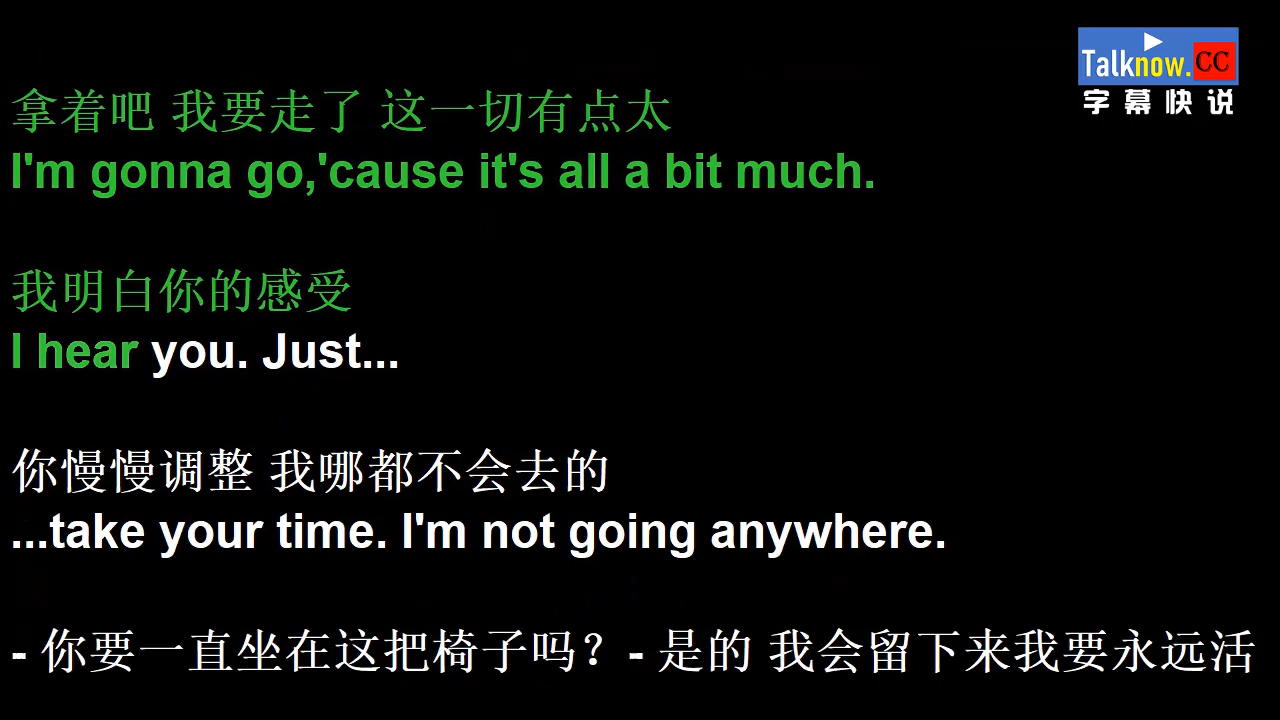 Talknow.CC
字幕快说
拿着吧 我要走了 这一切有点太
I'm gonna go,'cause it's all a bit much.
我明白你的感受
I hear you. Just...
你慢慢调整 我哪都不会去的
...take your time. I'm not going anywhere.
- 你要一直坐在这把椅子吗？- 是的 我会留下来我要永远活